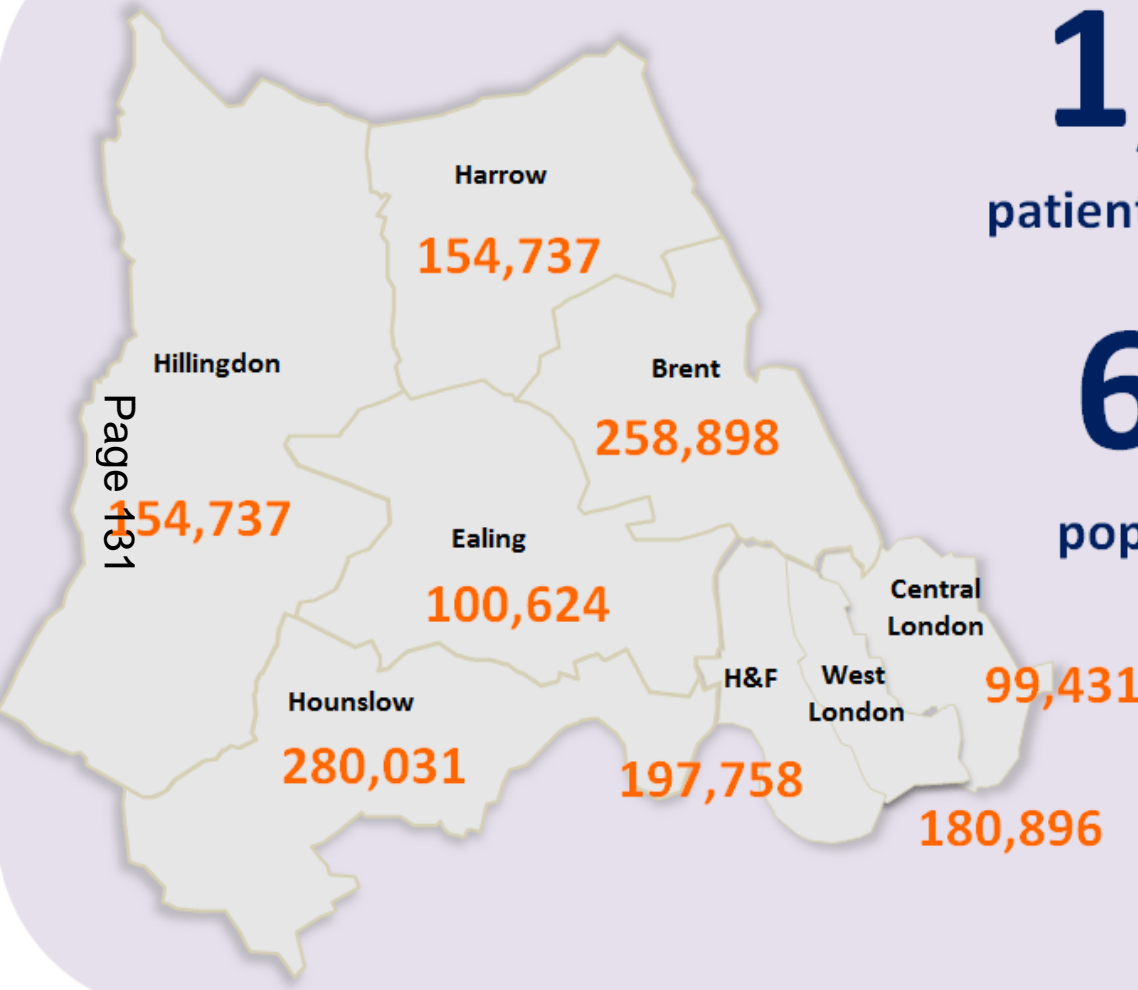 Harrow
154,737
Hillingdon
154,737
Page 131
Brent
258,898
Ealing
100,624
Hounslow
280,031
H&F
197,758
West
London
180,896
Central
London
99,431
1,
patient
6
pop